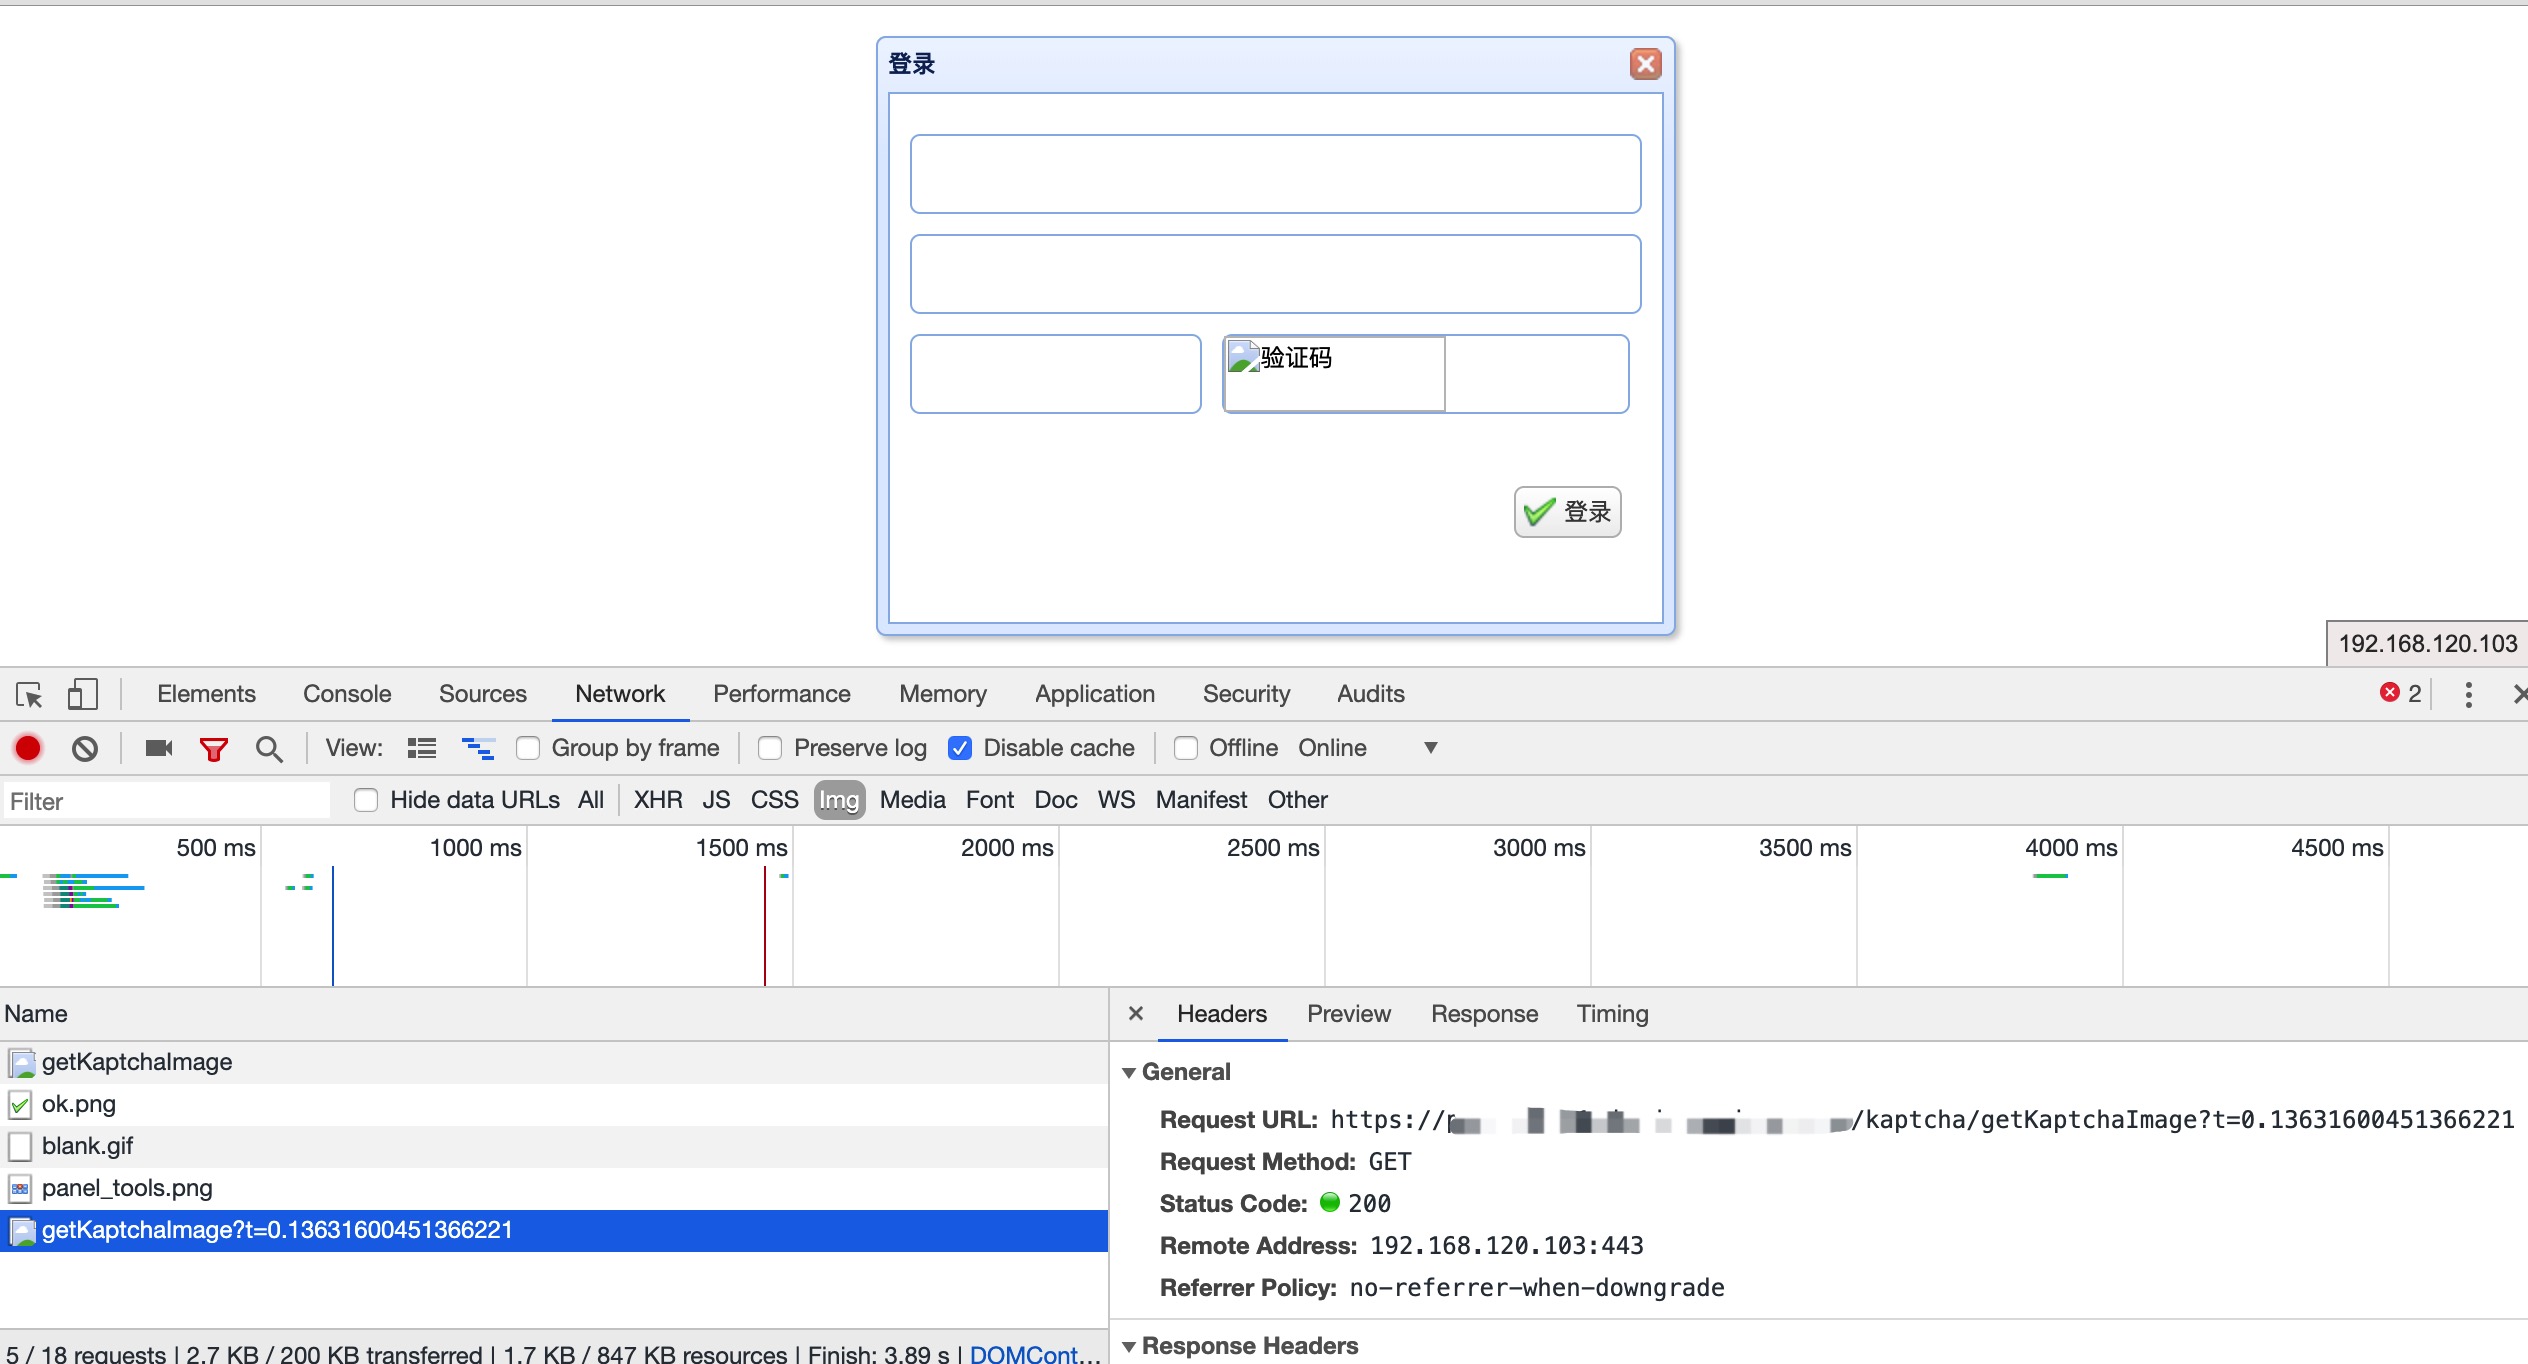 登录
验证码
登录
192.168.120.103
Elements Console Sources Network Performance Memory Application Security Audits 2
View: Group by frame Preserve log Disable cache Offline Online
Filter Hide data URLs All XHR JS CSS Img Media Font Doc WS Manifest Other
500 ms 1000 ms 1500 ms 2000 ms 2500 ms 3000 ms 3500 ms 4000 ms 4500 ms
Name
getKaptchaImage
ok.png
blank.gif
panel_tools.png
getKaptchaImage?t=0.13631600451366221
5 / 18 requests | 2.7 KB / 200 KB transferred | 1.7 KB / 847 KB resources | Finish: 3.89 s | DOMCont...
Headers Preview Response Timing
General
Request URL: https:// /kaptcha/getKaptchaImage?t=0.13631600451366221
Request Method: GET
Status Code: 200
Remote Address: 192.168.120.103:443
Referrer Policy: no-referrer-when-downgrade
Response Headers